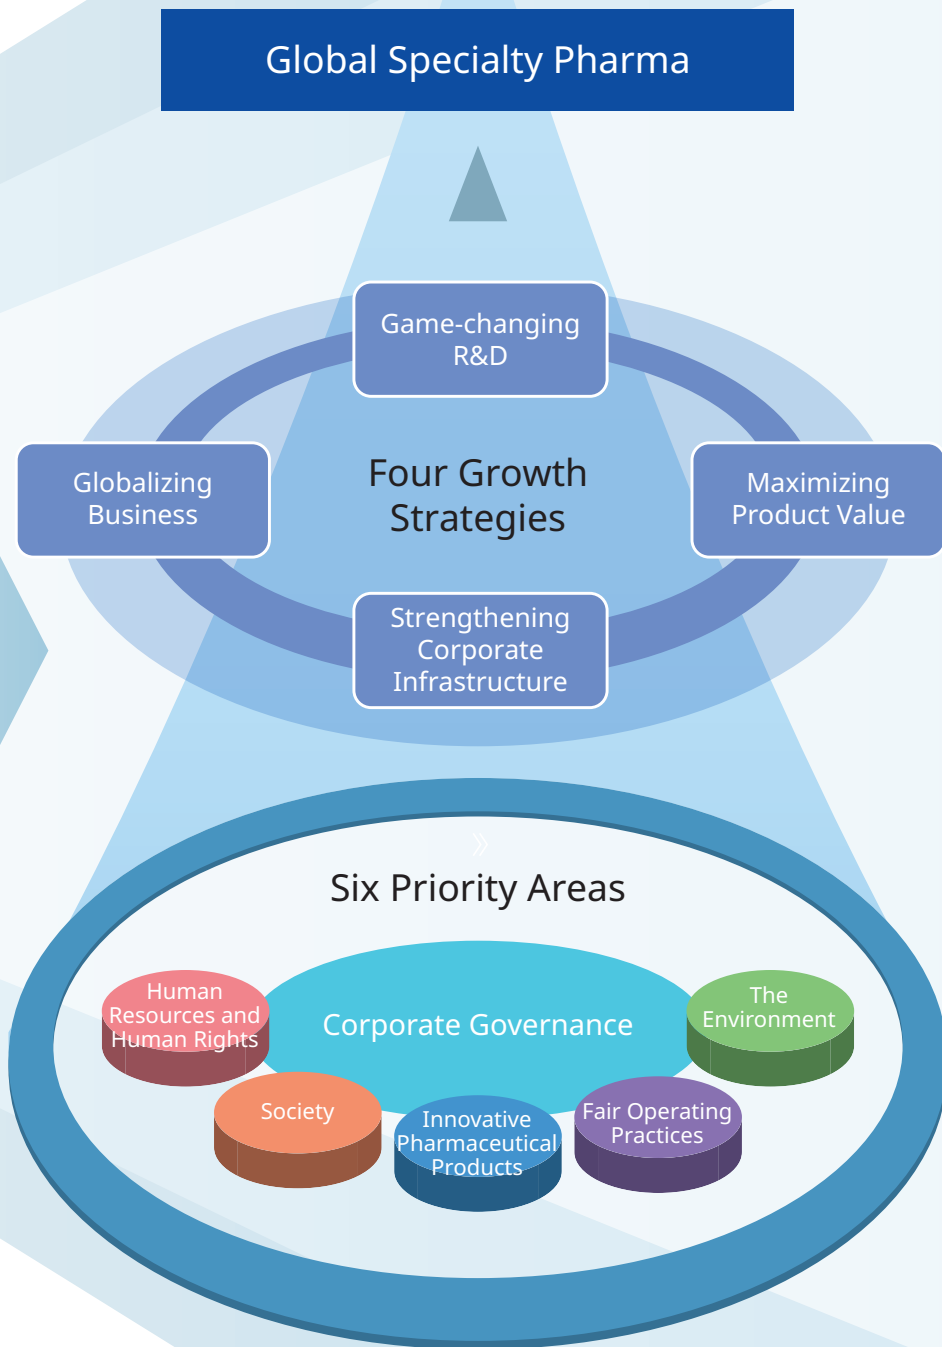 Global Specialty Pharma
Game-changing
R&D
Globalizing
Business
Four Growth
Strategies
Maximizing
Product Value
Strengthening
Corporate
Infrastructure
Six Priority Areas
Human
Resources and
Human Rights
Corporate Governance
The
Environment
Society
Innovative
Pharmaceutical
Products
Fair Operating
Practices